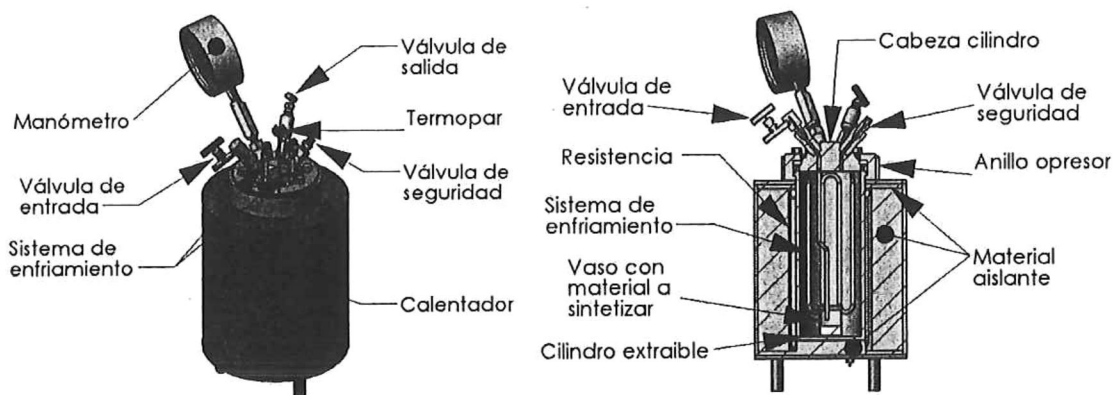 Válvula de
salida
Manómetro
Termopar
Válvula de
entrada
Válvula de
seguridad
Sistema de
enfriamiento
Calentador
Cabeza cilindro
Válvula de
entrada
Válvula de
seguridad
Resistencia
Anillo opresor
Sistema de
enfriamiento
Vaso con
material a
sintetizar
Material
aislante
Cilindro extraible